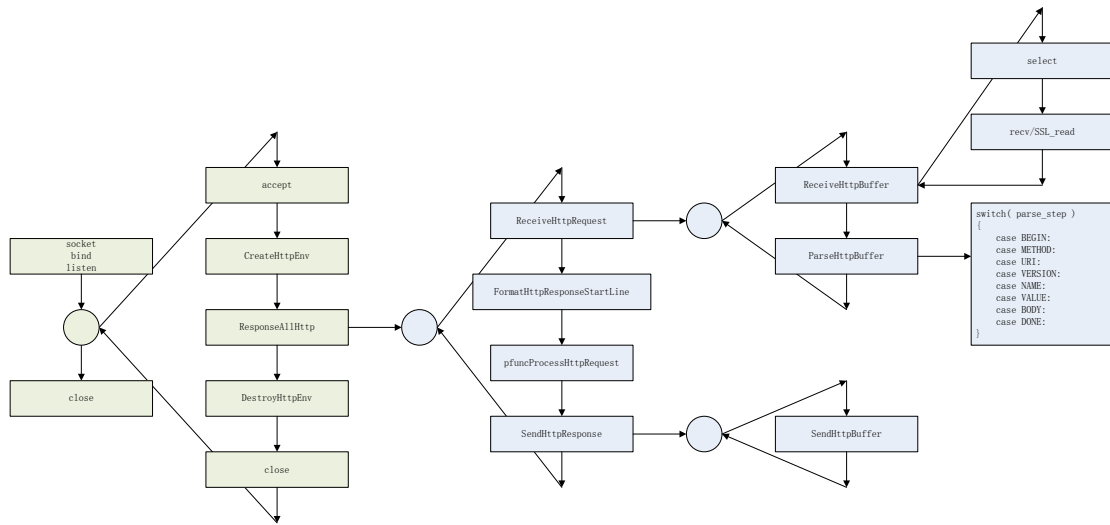 socket
bind
listen
close
accept
CreateHttpEnv
ResponseAllHttp
DestroyHttpEnv
close
ReceiveHttpRequest
FormatHttpResponseStartLine
pfuncProcessHttpRequest
SendHttpResponse
ReceiveHttpBuffer
ParseHttpBuffer
SendHttpBuffer
select
recv/SSL_read
switch( parse_step )
{
    case BEGIN:
    case METHOD:
    case URI:
    case VERSION:
    case NAME:
    case VALUE:
    case BODY:
    case DONE:
}